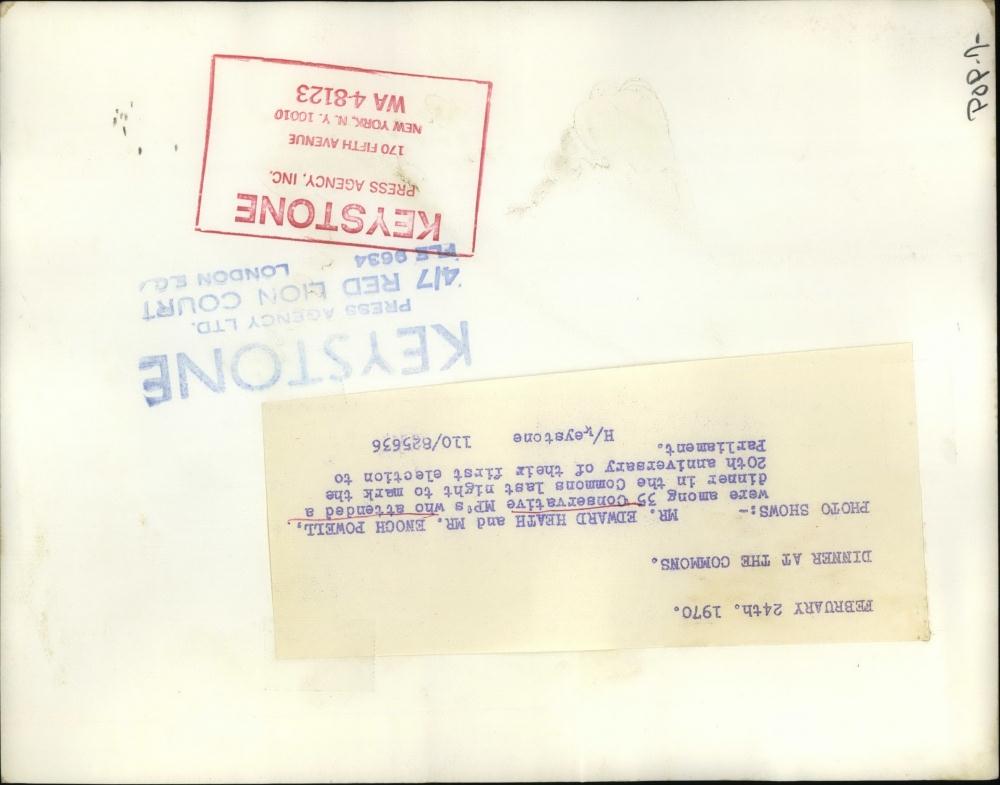 FEBRUARY 24th. 1970.
DINNER AT THE COMMONS.
PHOTO SHOWS:- MR. EDWARD HEATH and MR. ENOCH POWELL,
were among 35 Conservative MP's who attended a
dinner in the Commons last night to mark the
20th anniversary of their first election to
Parliament.
H/Keystone 110/825636
KEYSTONE
PRESS AGENCY LTD.
4/7 RED LION COURT
LONDON E.C.
FLE 9634
KEYSTONE
PRESS AGENCY, INC.
170 FIFTH AVENUE
NEW YORK, N. Y. 10010
WA 4-8123